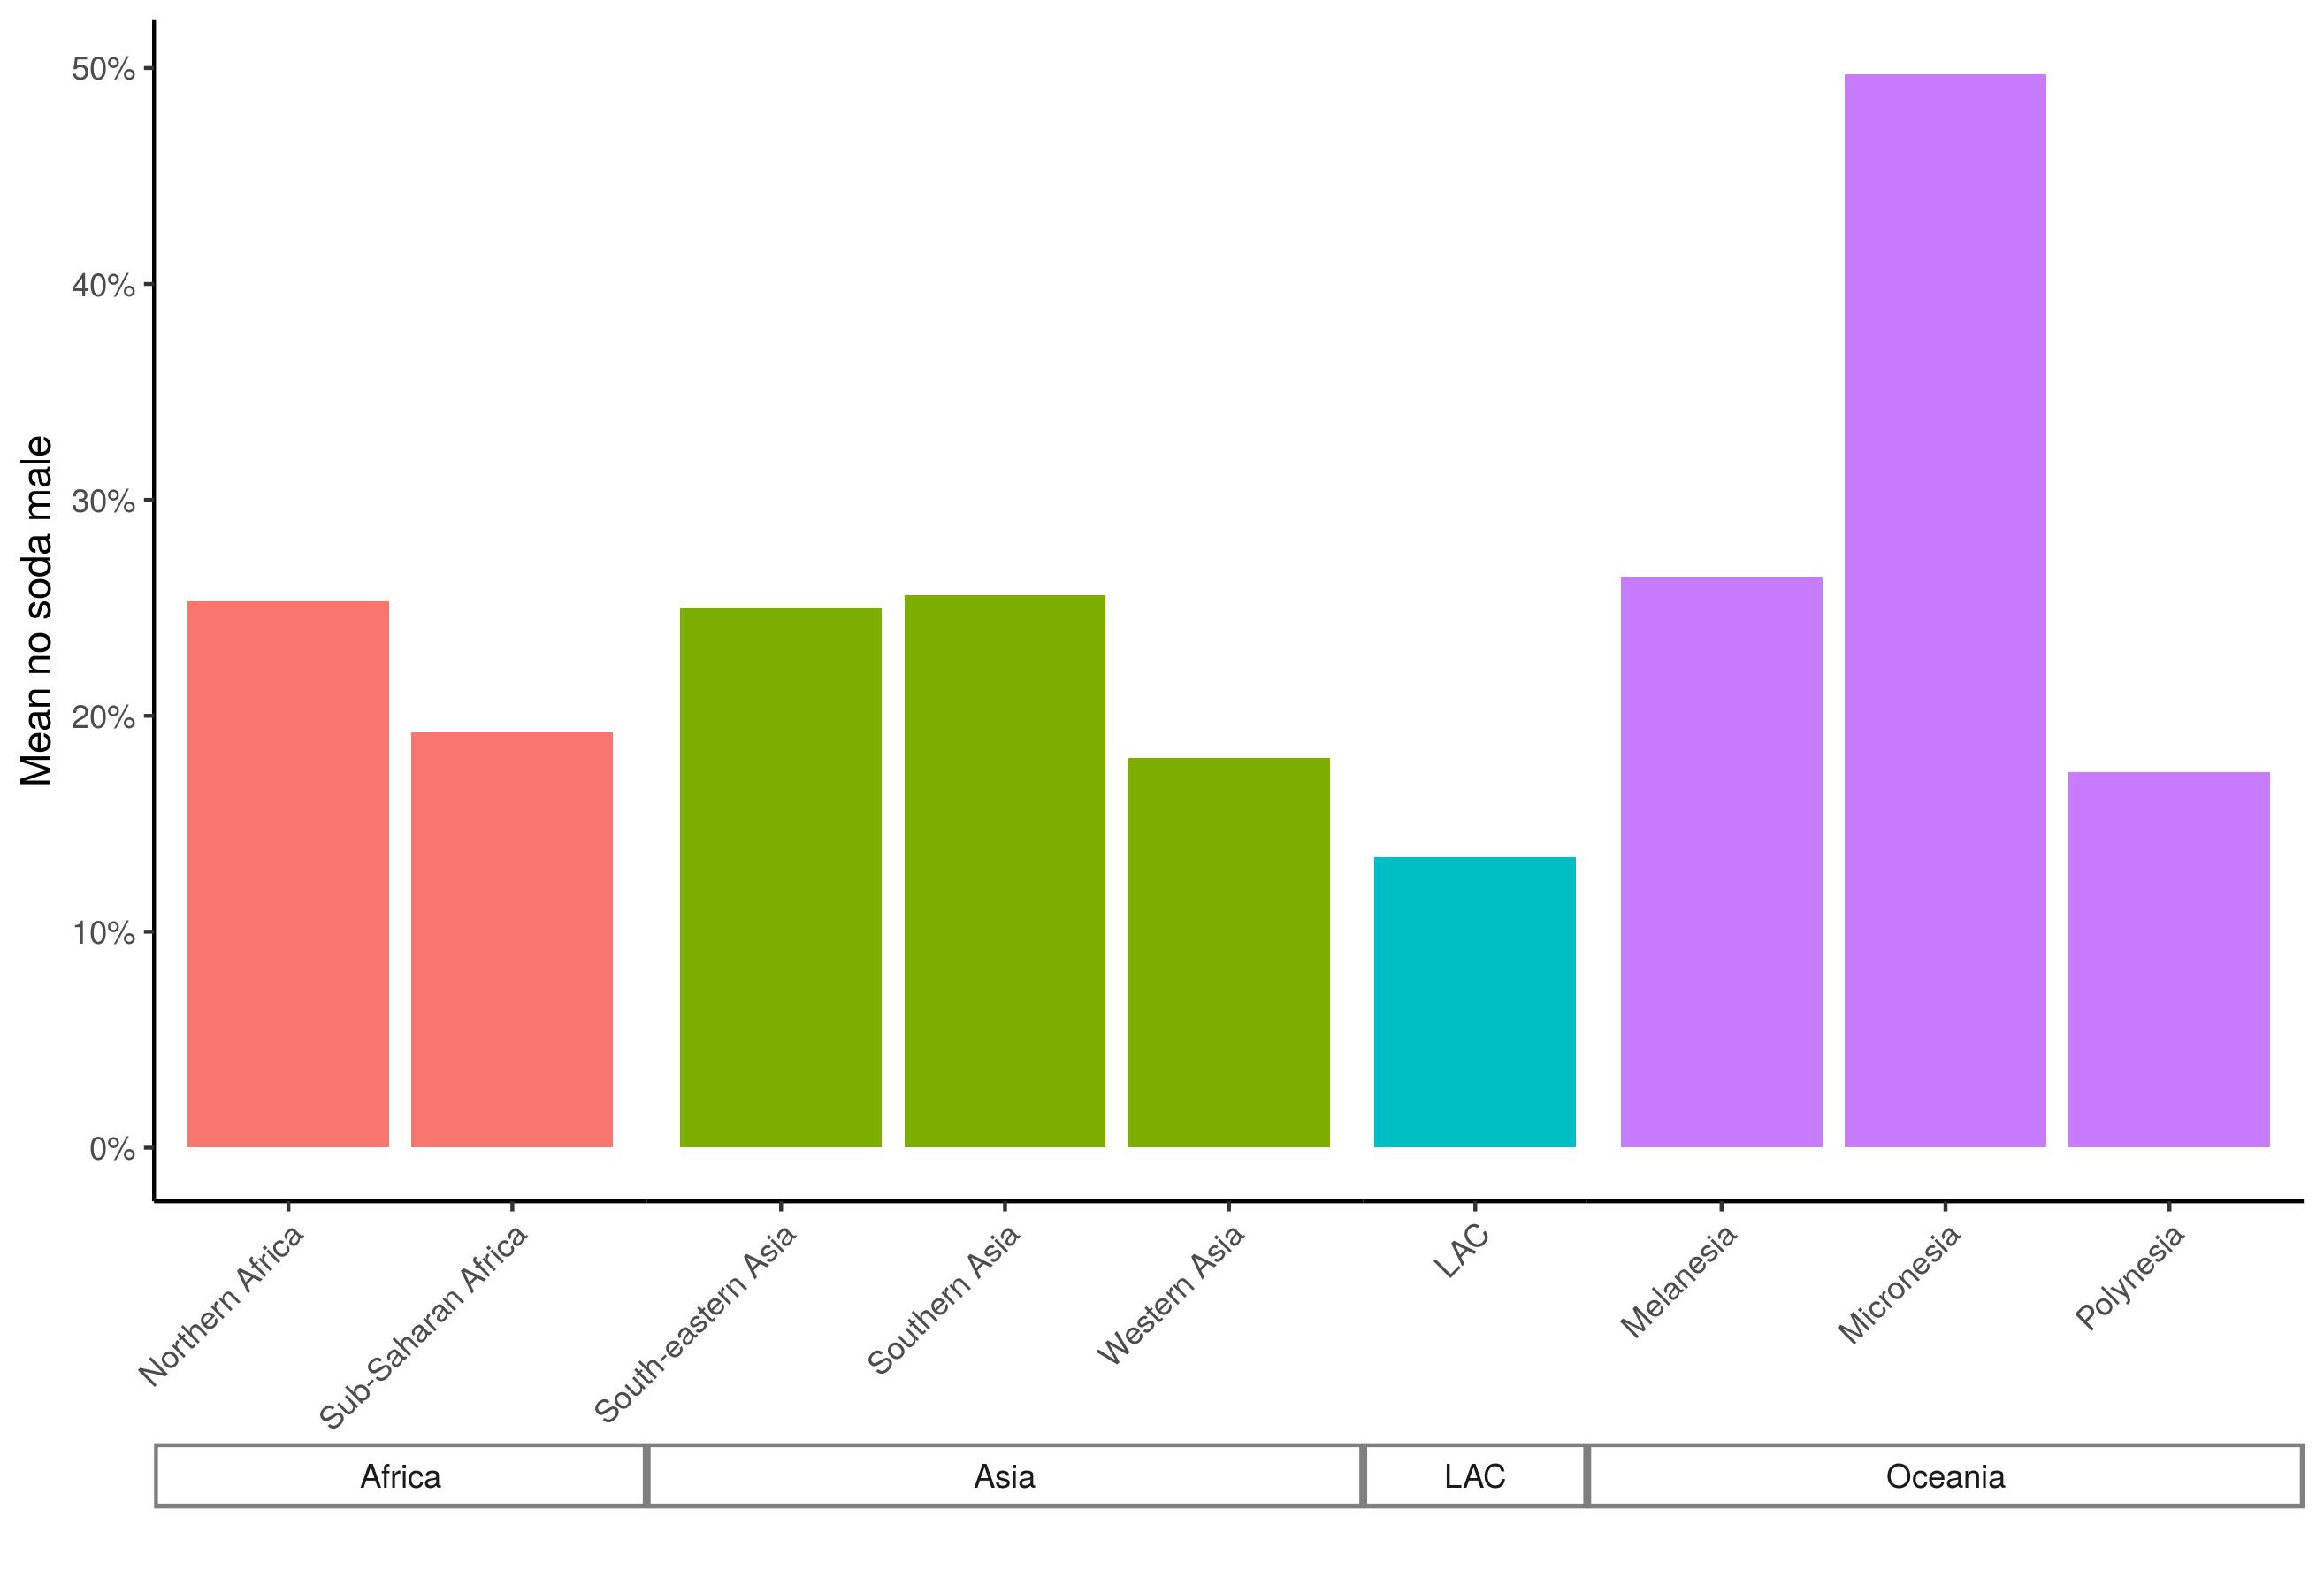 Mean no soda male
50%
40%
30%
20%
10%
0%
Northern Africa
Sub-Saharan Africa
South-eastern Asia
Southern Asia
Western Asia
LAC
Melanesia
Micronesia
Polynesia
Africa
Asia
LAC
Oceania